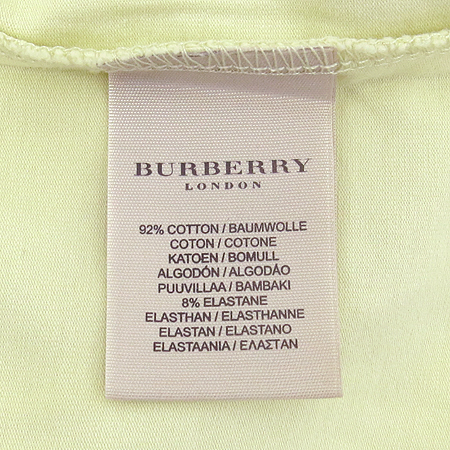 BURBERRY
LONDON
92% COTTON / BAUMWOLLE
COTON / COTONE
KATOEN / BOMULL
ALGODÓN / ALGODÃO
PUUVILLAA / BAMBAKI
8% ELASTANE
ELASTHAN / ELASTHANNE
ELASTAN / ELASTANO
ELASTAANIA / ΕΛΑΣΤΑΝ